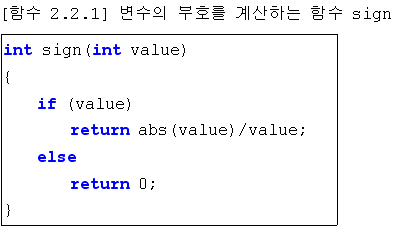 [함수 2.2.1] 변수의 부호를 계산하는 함수 sign
int sign(int value)
{
if (value)
return abs(value)/value;
else
return 0;
}